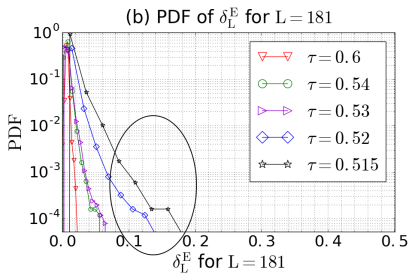 (b) PDF of δ_L^E for L = 181
10^0
10^-1
10^-2
10^-3
10^-4
PDF
τ = 0.6
τ = 0.54
τ = 0.53
τ = 0.52
τ = 0.515
0.0 0.1 0.2 0.3 0.4 0.5
δ_L^E for L = 181